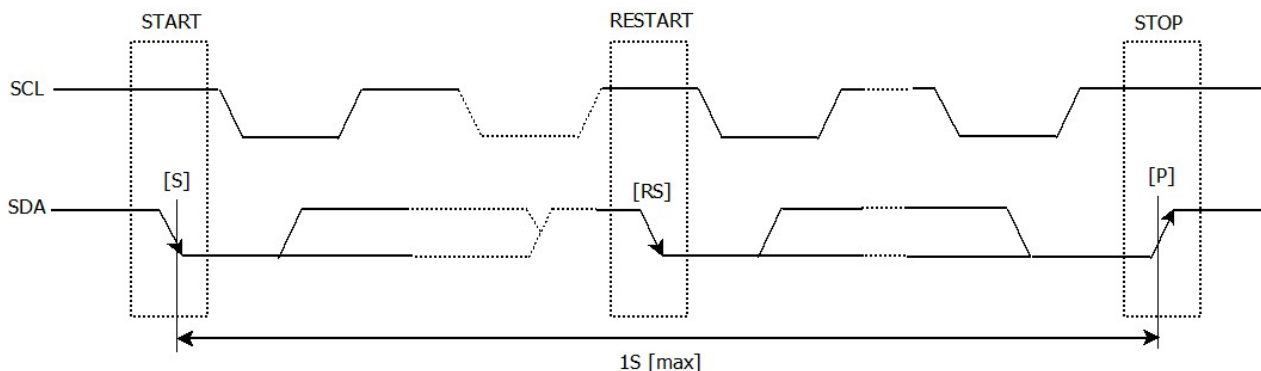 START RESTART STOP
SCL
[S] [RS] [P]
SDA
1S [max]